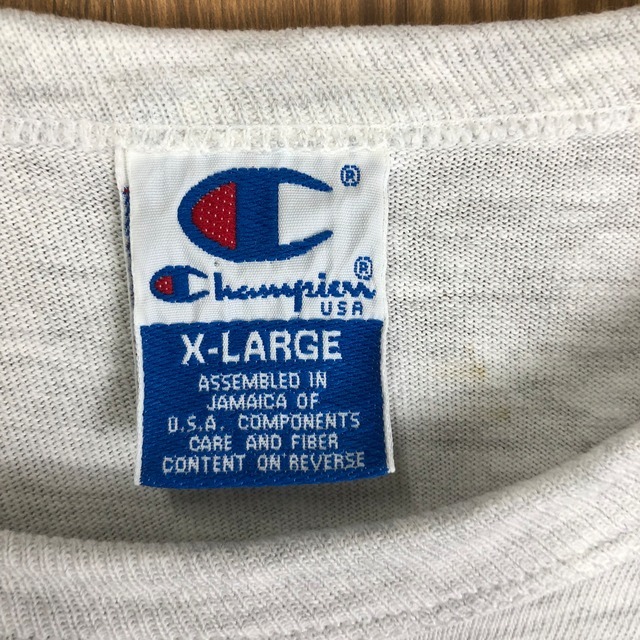 ®
Champion®
USA
X-LARGE
ASSEMBLED IN
JAMAICA OF
U.S.A. COMPONENTS
CARE AND FIBER
CONTENT ON REVERSE